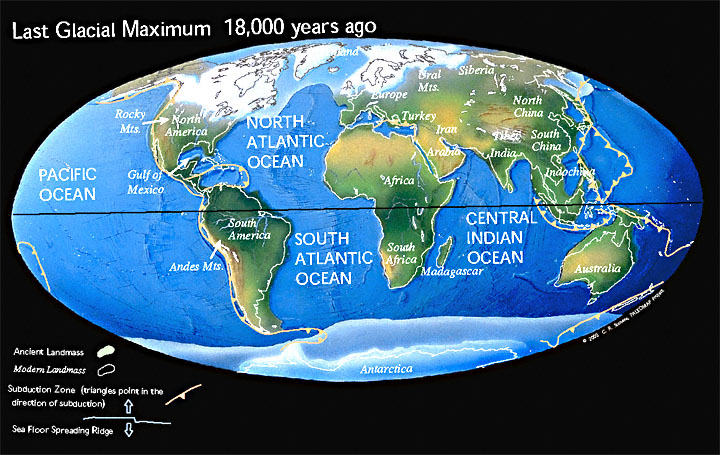 Last Glacial Maximum 18,000 years ago
land
Siberia
Ural
Mts.
Europe
Rocky
Mts.
North
America
NORTH
ATLANTIC
OCEAN
Turkey
Iran
Arabia
North
China
Tibet
South
China
India
Indochina
PACIFIC
OCEAN
Gulf of
Mexico
Africa
South
America
Andes Mts.
SOUTH
ATLANTIC
OCEAN
CENTRAL
INDIAN
OCEAN
South
Africa
Madagascar
Australia
Antarctica
Ancient Landmass
Modern Landmass
Subduction Zone (triangles point in the
direction of subduction)
Sea Floor Spreading Ridge
© 2001 C. R. Scotese, PALEOMAP Project